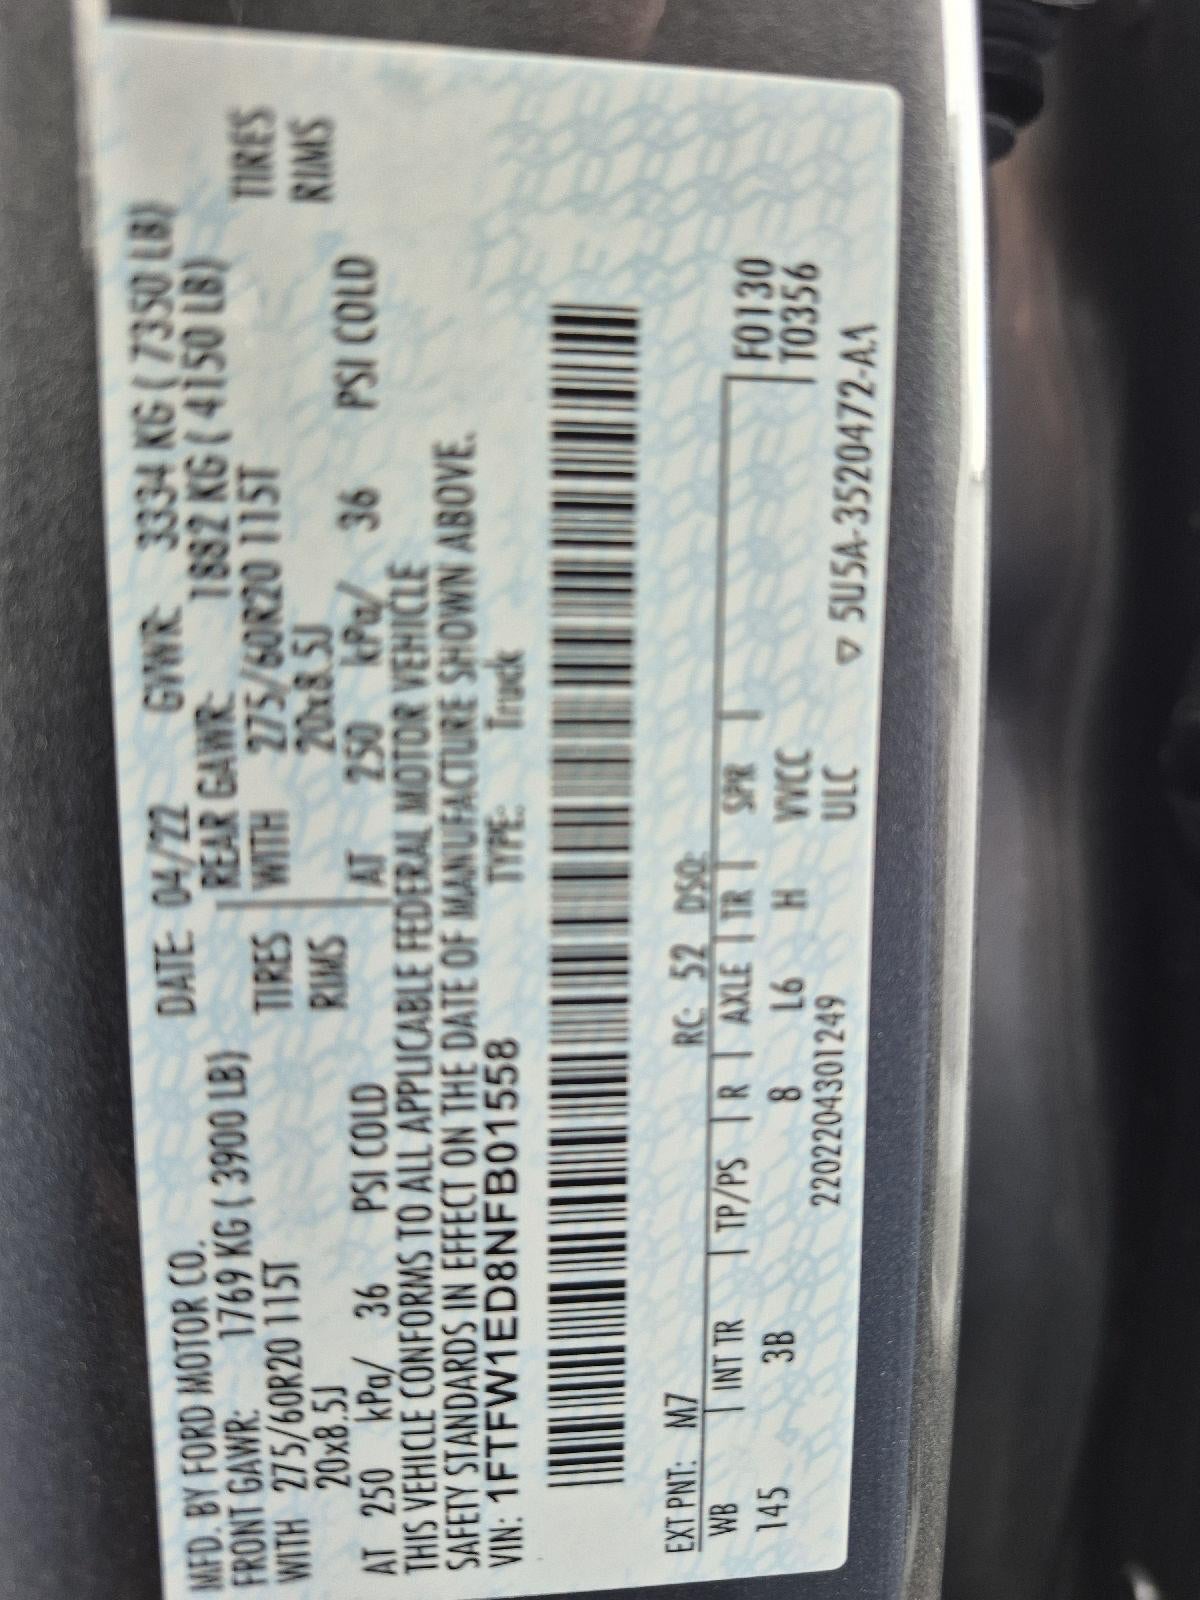 MFD. BY FORD MOTOR CO. DATE: 04/22 GVWR: 3334 KG ( 7350 LB)
FRONT GAWR: 1769 KG ( 3900 LB) REAR GAWR: 1882 KG ( 4150 LB)
WITH 275/60R20 115T TIRES WITH 275/60R20 115T TIRES
20x8.5J RIMS 20x8.5J RIMS
AT 250 kPa/ 36 PSI COLD AT 250 kPa/ 36 PSI COLD
THIS VEHICLE CONFORMS TO ALL APPLICABLE FEDERAL MOTOR VEHICLE
SAFETY STANDARDS IN EFFECT ON THE DATE OF MANUFACTURE SHOWN ABOVE.
VIN: 1FTFW1ED8NFB01558 TYPE: Truck
EXT PNT: M7 RC: 52 DSO:
WB INT TR TP/PS R AXLE TR SPR F0130
145 3B 8 L6 H VVCC T0356
2202204301249 ULC
▽ 5U5A-3520472-AA